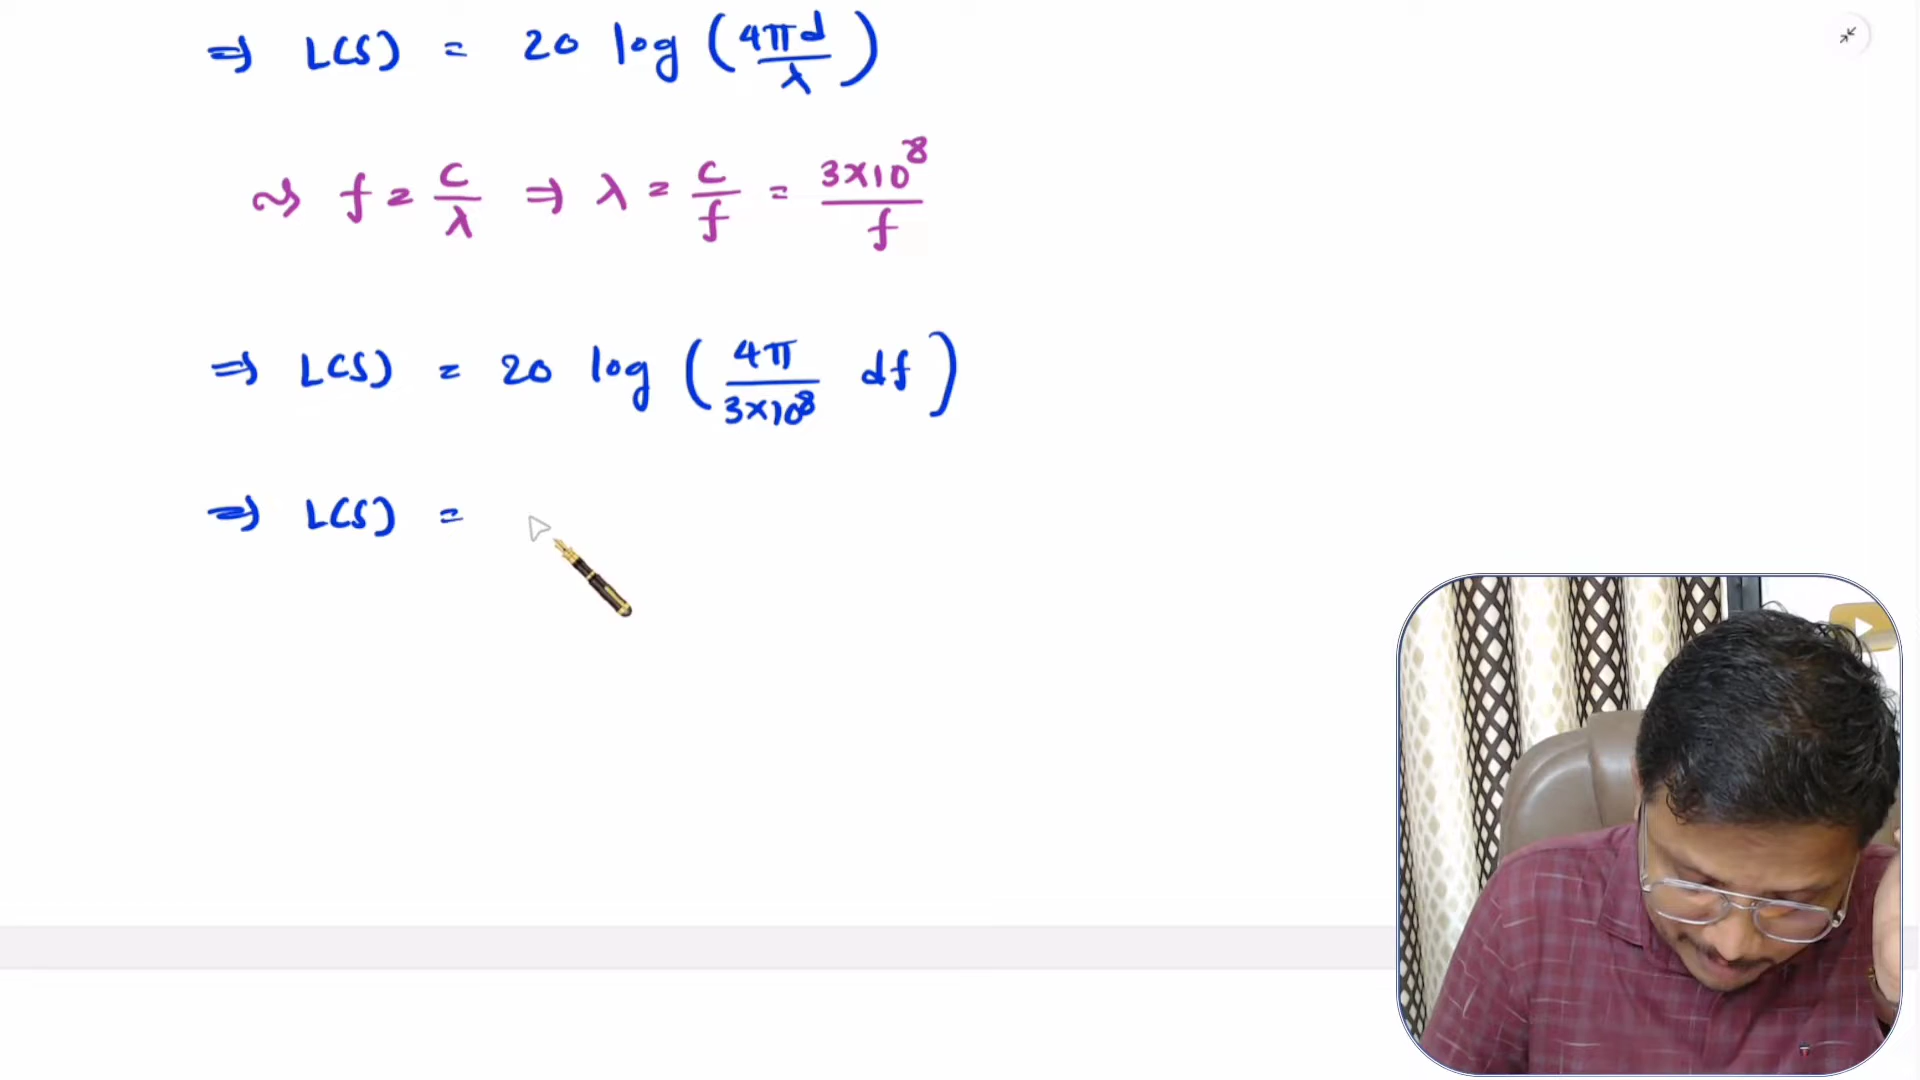 ⇒ L(S) = 20 log (4πd/λ)
~> f = c/λ ⇒ λ = c/f = 3×10⁸/f
⇒ L(S) = 20 log (4π/3×10⁸ df)
⇒ L(S) =